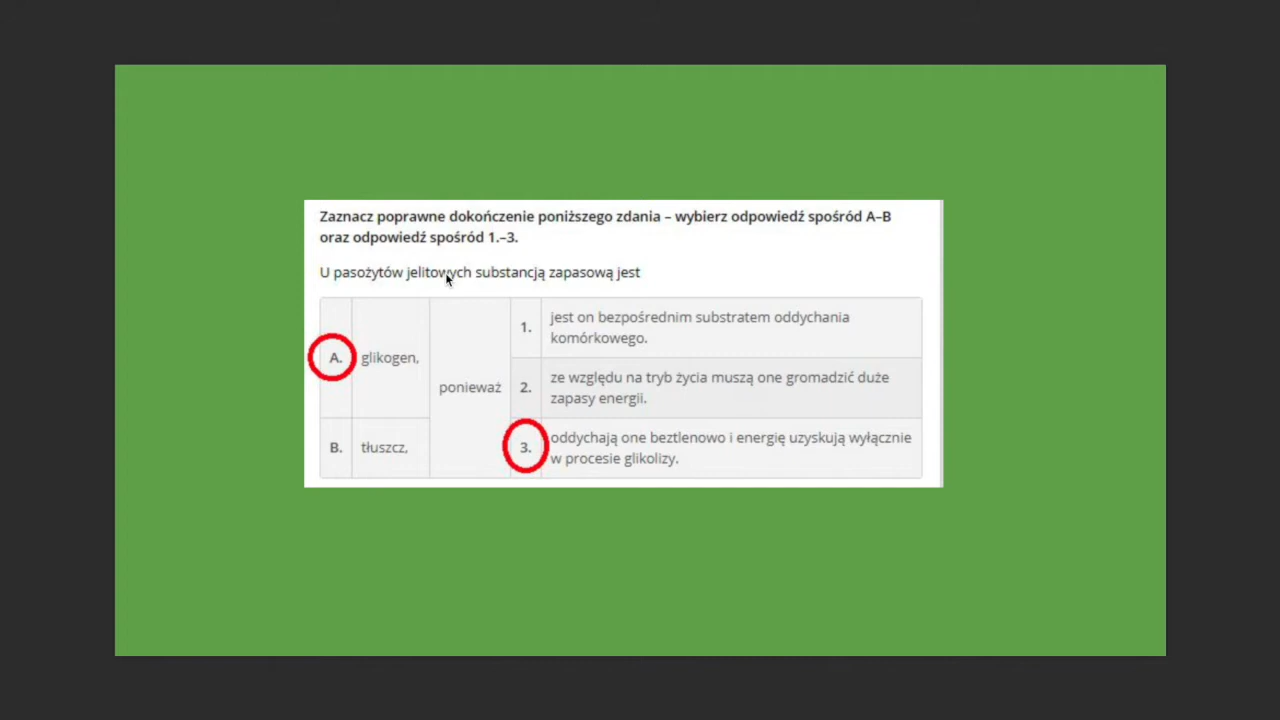 Zaznacz poprawne dokończenie poniższego zdania – wybierz odpowiedź spośród A–B
oraz odpowiedź spośród 1.–3.
U pasożytów jelitowych substancją zapasową jest
A.
glikogen,
B.
tłuszcz,
ponieważ
1.
jest on bezpośrednim substratem oddychania
komórkowego.
2.
ze względu na tryb życia muszą one gromadzić duże
zapasy energii.
3.
oddychają one beztlenowo i energię uzyskują wyłącznie
w procesie glikolizy.